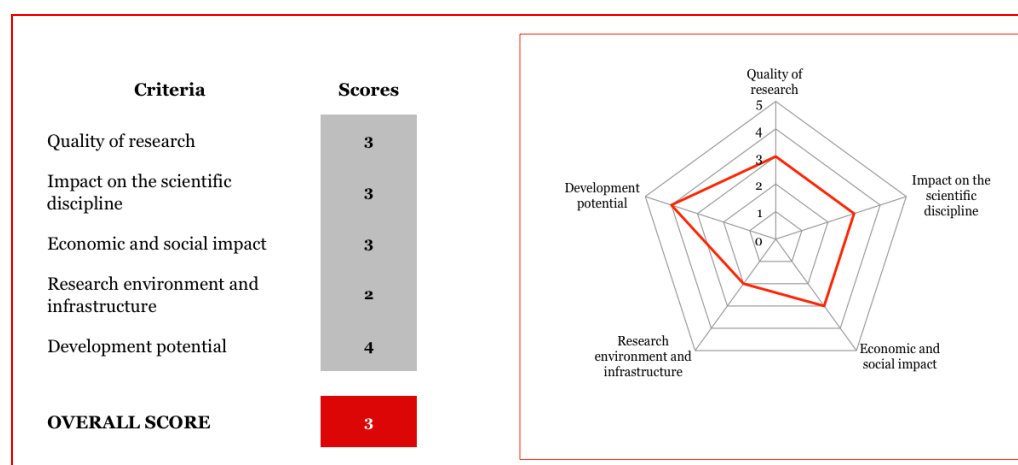 Criteria Scores
Quality of research 3
Impact on the scientific
discipline 3
Economic and social impact 3
Research environment and
infrastructure 2
Development potential 4
OVERALL SCORE 3
Quality of
research
5
4
3
2
1
0
Impact on the
scientific
discipline
Economic and
social impact
Research
environment and
infrastructure
Development
potential